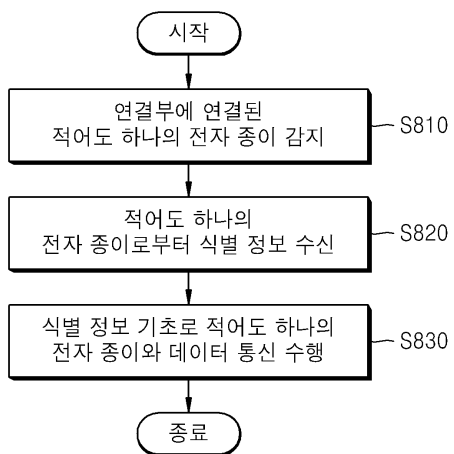 시작
연결부에 연결된
적어도 하나의 전자 종이 감지
S810
적어도 하나의
전자 종이로부터 식별 정보 수신
S820
식별 정보 기초로 적어도 하나의
전자 종이와 데이터 통신 수행
S830
종료